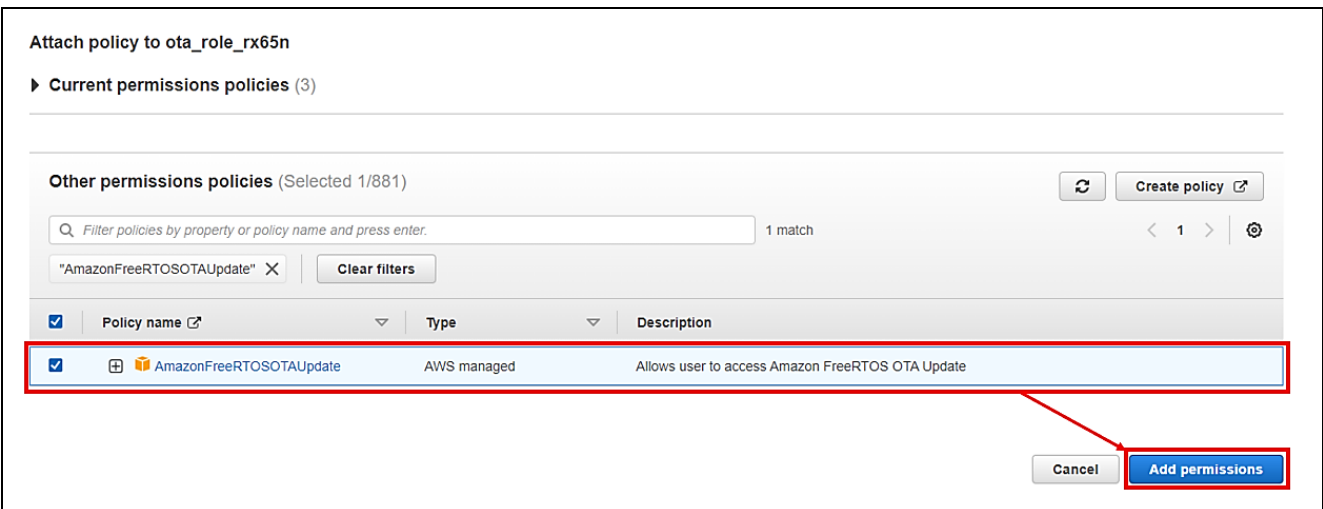 Attach policy to ota_role_rx65n
Current permissions policies (3)
Other permissions policies (Selected 1/881)
Create policy
Filter policies by property or policy name and press enter.
1 match
1
"AmazonFreeRTOSOTAUpdate"
Clear filters
Policy name Type Description
AmazonFreeRTOSOTAUpdate AWS managed Allows user to access Amazon FreeRTOS OTA Update
Cancel Add permissions